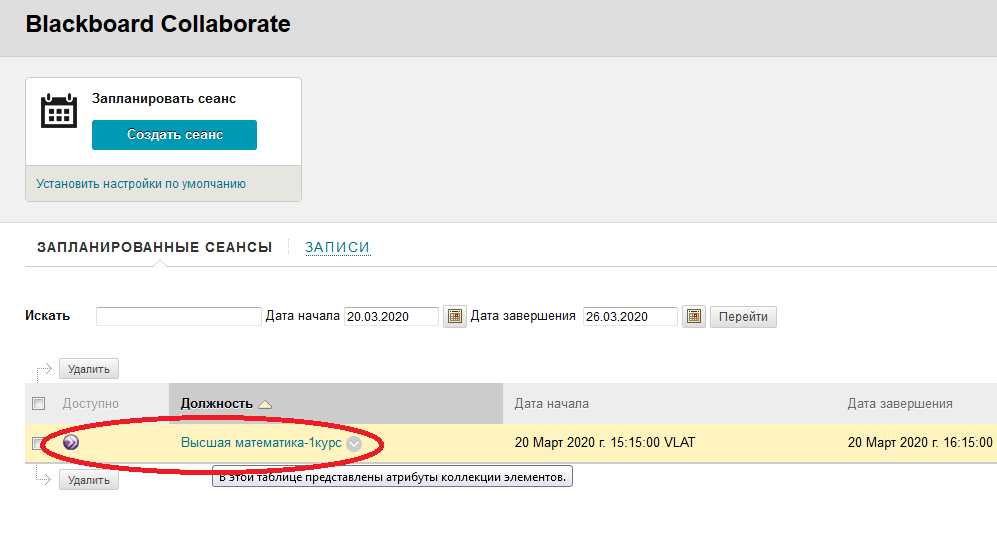 Blackboard Collaborate
Запланировать сеанс
Создать сеанс
Установить настройки по умолчанию
ЗАПЛАНИРОВАННЫЕ СЕАНСЫ ЗАПИСИ
Искать Дата начала 20.03.2020 Дата завершения 26.03.2020 Перейти
Удалить
Доступно Должность Дата начала Дата завершения
Высшая математика-1курс 20 Март 2020 г. 15:15:00 VLAT 20 Март 2020 г. 16:15:00
Удалить В этой таблице представлены атрибуты коллекции элементов.